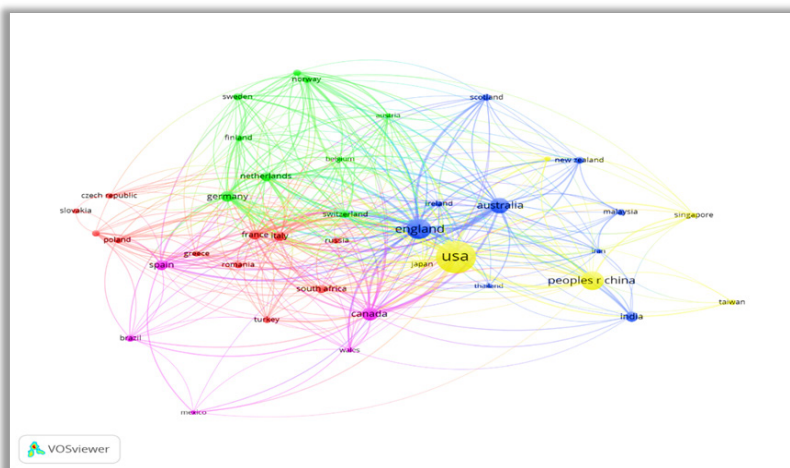 norway
sweden
scotland
austria
finland
belgium
new zealand
netherlands
czech republic
germany
ireland
australia
slovakia
switzerland
malaysia
singapore
england
poland
france
italy
russia
greece
usa
spain
romania
japan
iran
peoples r china
south africa
thailand
taiwan
turkey
canada
india
brazil
wales
mexico
VOSviewer